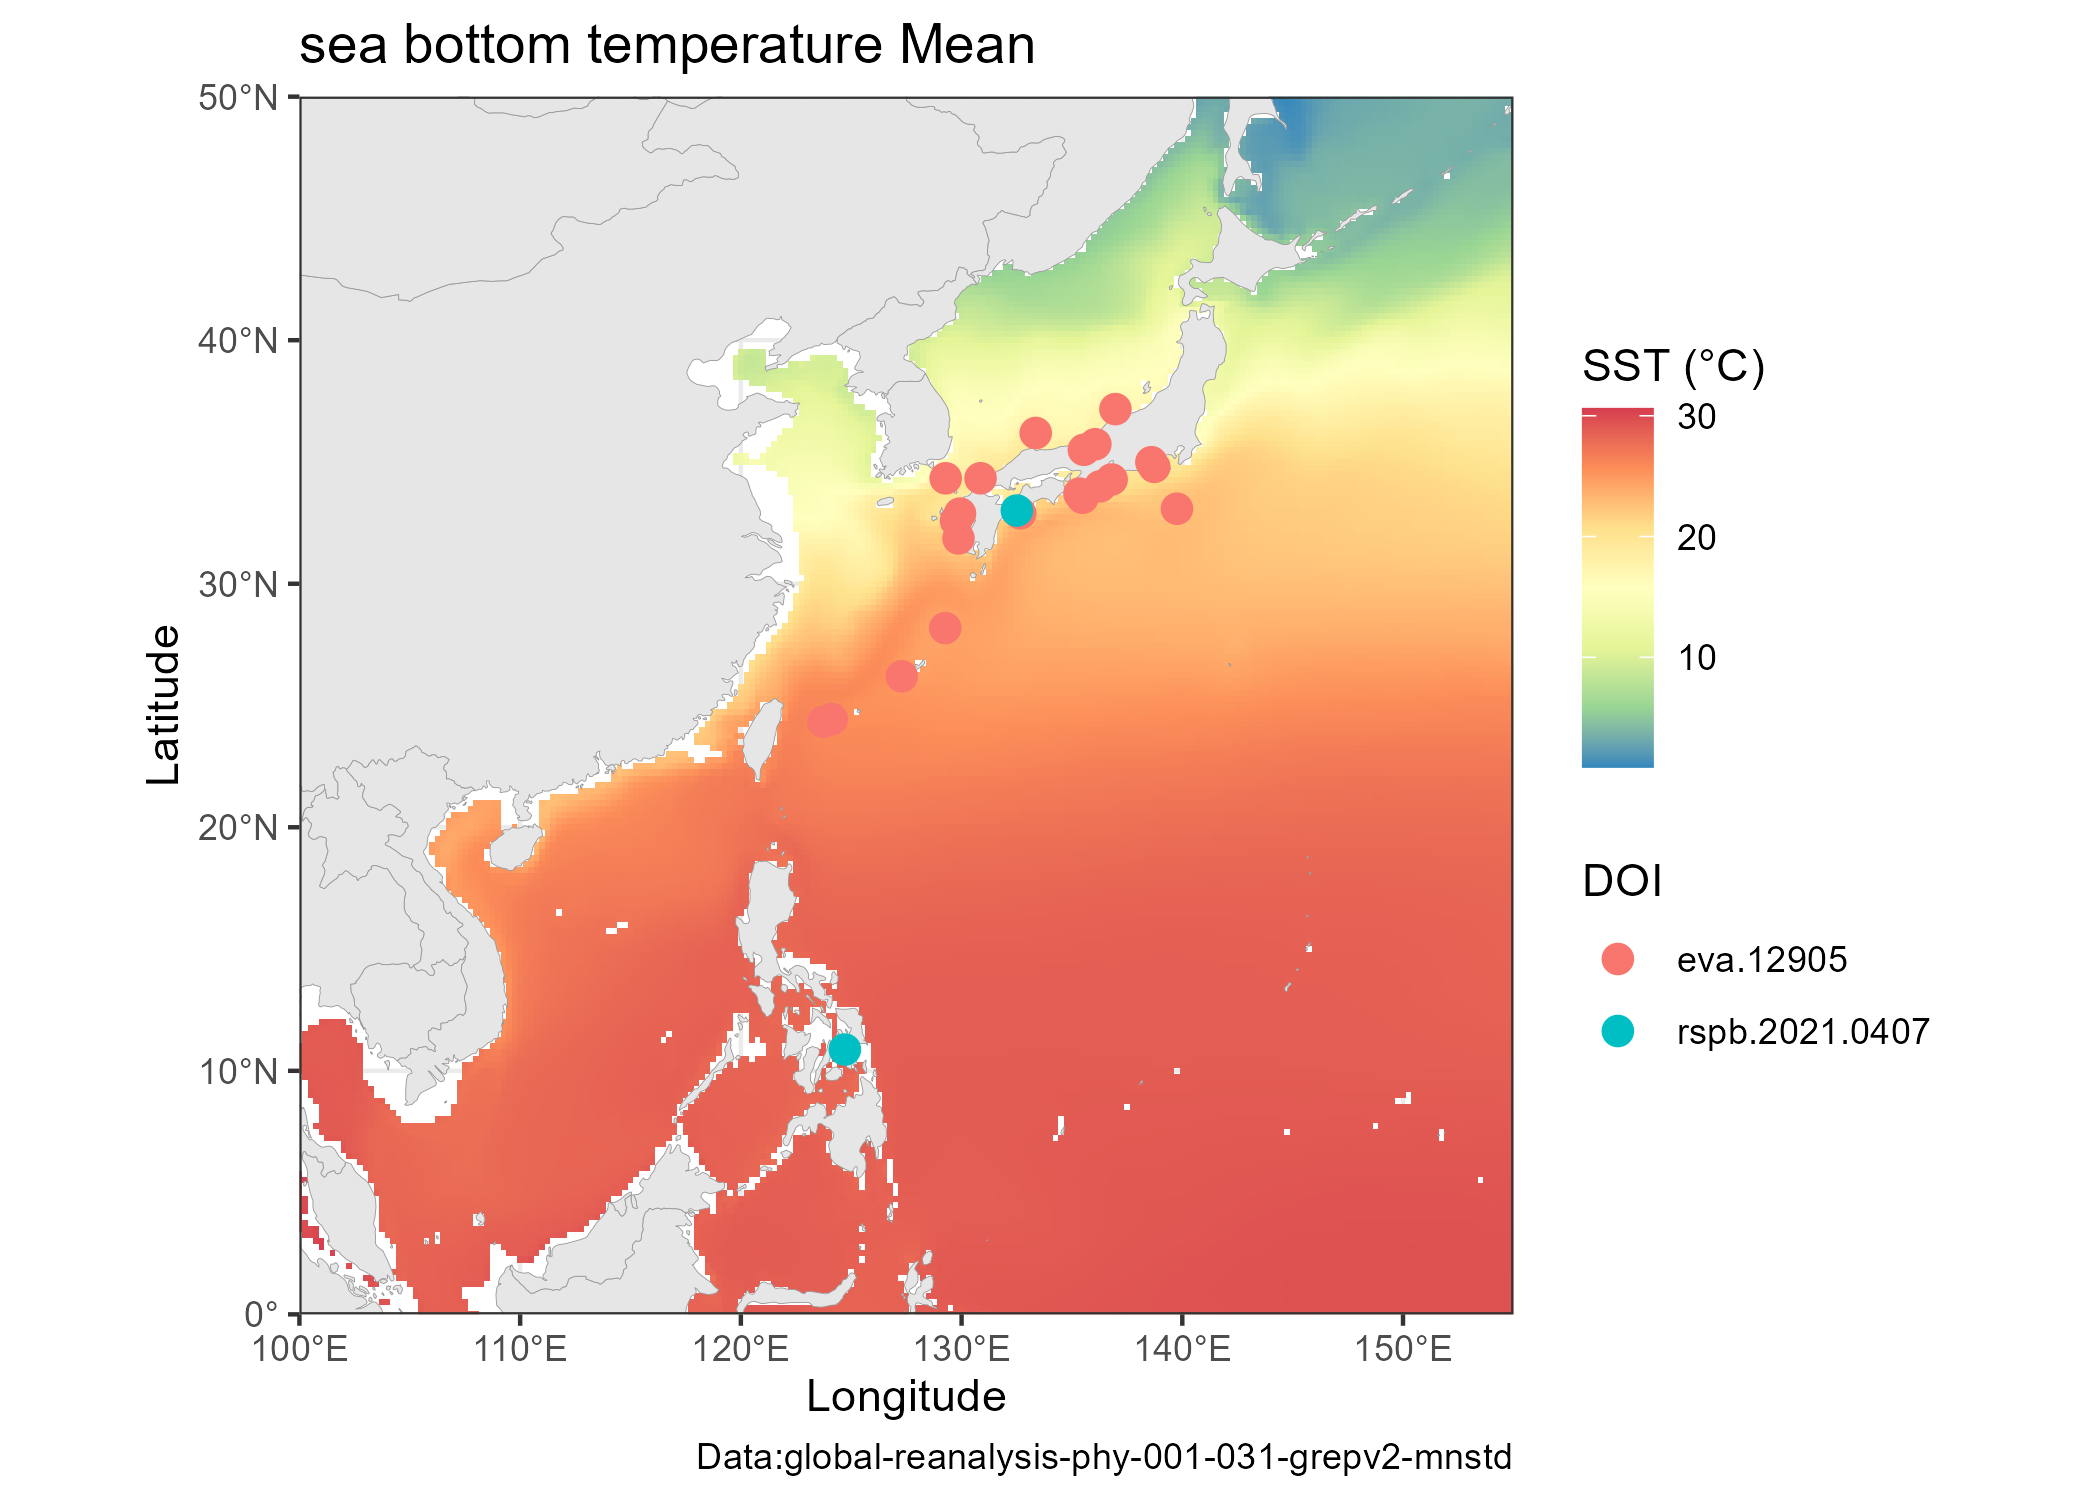 sea bottom temperature Mean
50°N
40°N
30°N
20°N
10°N
0°
Latitude
100°E 110°E 120°E 130°E 140°E 150°E
Longitude
Data:global-reanalysis-phy-001-031-grepv2-mnstd
SST (°C)
30
20
10
DOI
eva.12905
rspb.2021.0407